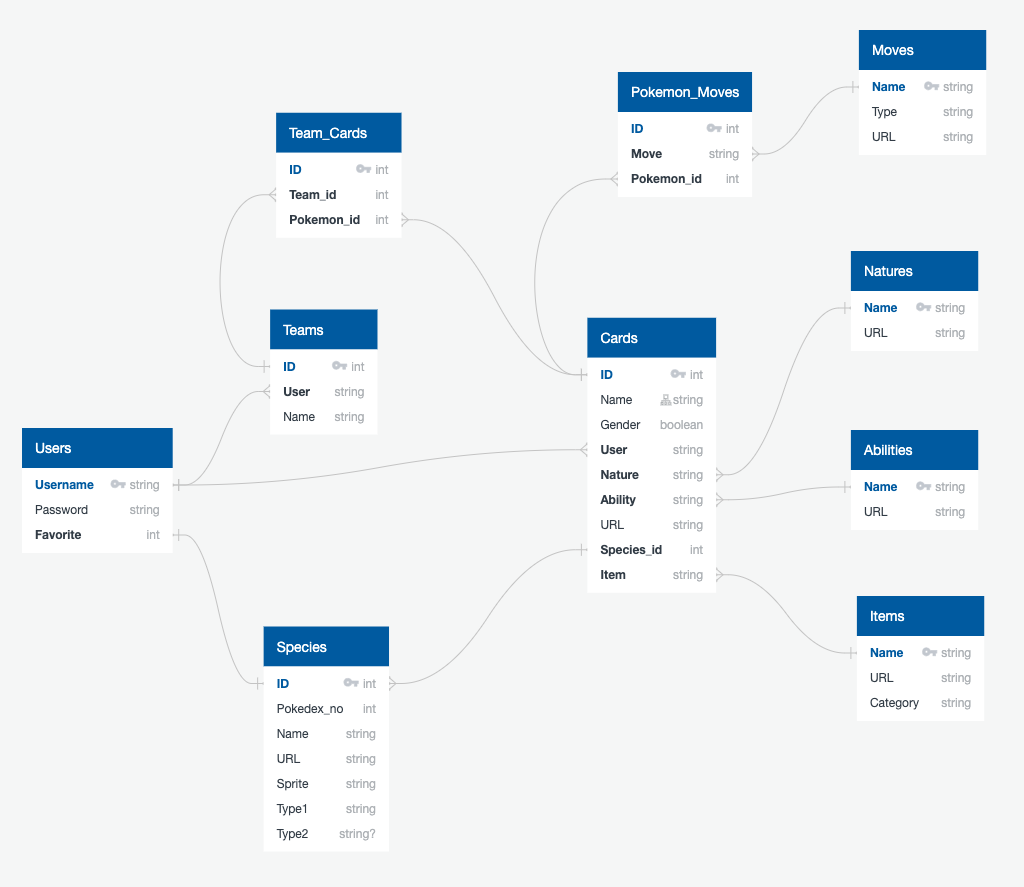 Moves
Name string
Type string
URL string
Pokemon_Moves
ID int
Move string
Pokemon_id int
Team_Cards
ID int
Team_id int
Pokemon_id int
Natures
Name string
URL string
Teams
ID int
User string
Name string
Cards
ID int
Name string
Gender boolean
User string
Nature string
Ability string
URL string
Species_id int
Item string
Users
Username string
Password string
Favorite int
Abilities
Name string
URL string
Items
Name string
URL string
Category string
Species
ID int
Pokedex_no int
Name string
URL string
Sprite string
Type1 string
Type2 string?